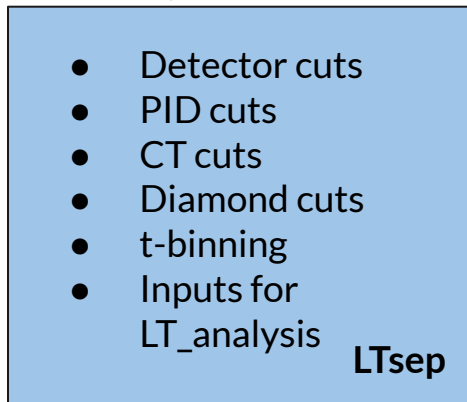 ● Detector cuts
● PID cuts
● CT cuts
● Diamond cuts
● t-binning
● Inputs for
LT_analysis
LTsep